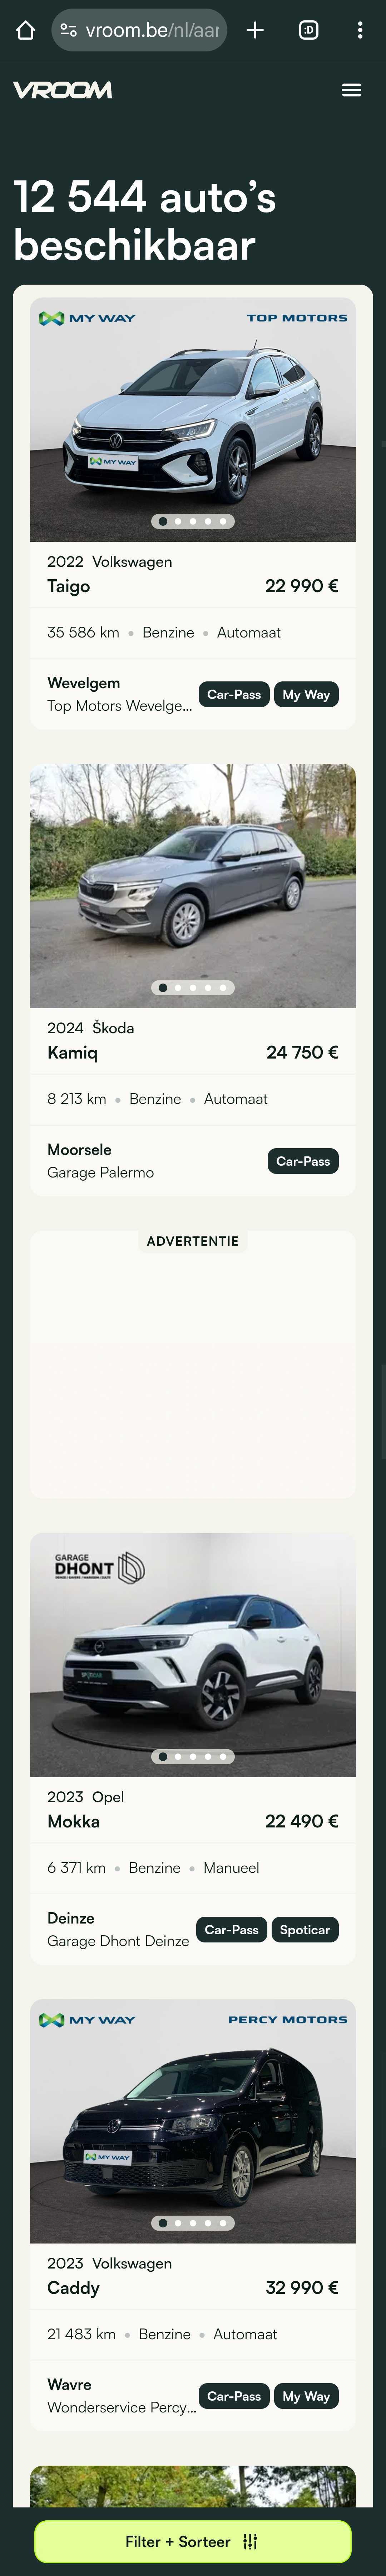 vroom.be/nl/aar
:D
VROOM
12 544 auto's
beschikbaar
MY WAY
TOP MOTORS
MY WAY
2022 Volkswagen
Taigo
22 990 €
35 586 km • Benzine • Automaat
Wevelgem
Top Motors Wevelge...
Car-Pass
My Way
2024 Škoda
Kamiq
24 750 €
8 213 km • Benzine • Automaat
Moorsele
Garage Palermo
Car-Pass
ADVERTENTIE
GARAGE
DHONT
2023 Opel
Mokka
22 490 €
6 371 km • Benzine • Manueel
Deinze
Garage Dhont Deinze
Car-Pass
Spoticar
MY WAY
PERCY MOTORS
MY WAY
2023 Volkswagen
Caddy
32 990 €
21 483 km • Benzine • Automaat
Wavre
Wonderservice Percy...
Car-Pass
My Way
Filter + Sorteer